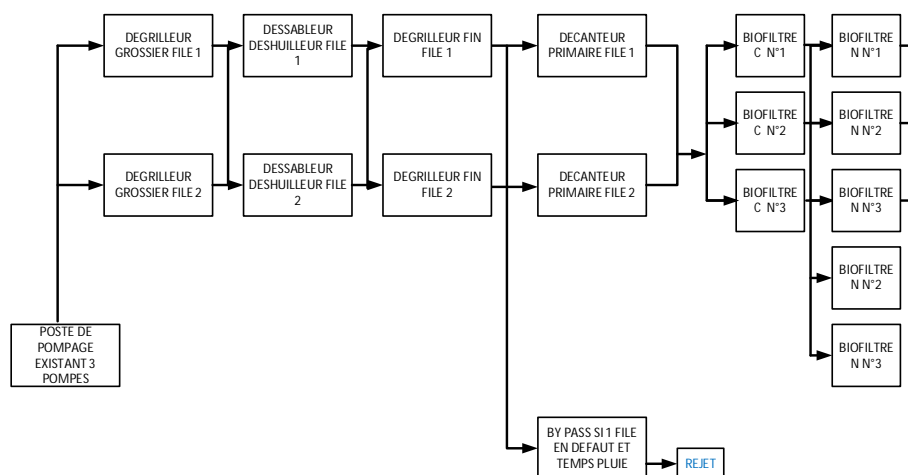 DEGRILLEUR
GROSSIER FILE 1
DESSABLEUR
DESHUILLEUR FILE
1
DEGRILLEUR FIN
FILE 1
DECANTEUR
PRIMAIRE FILE 1
BIOFILTRE
C N°1
BIOFILTRE
N N°1
BIOFILTRE
C N°2
BIOFILTRE
N N°2
DEGRILLEUR
GROSSIER FILE 2
DESSABLEUR
DESHUILLEUR FILE
2
DEGRILLEUR FIN
FILE 2
DECANTEUR
PRIMAIRE FILE 2
BIOFILTRE
C N°3
BIOFILTRE
N N°3
BIOFILTRE
N N°2
BIOFILTRE
N N°3
POSTE DE
POMPAGE
EXISTANT 3
POMPES
BY PASS SI 1 FILE
EN DEFAUT ET
TEMPS PLUIE
REJET